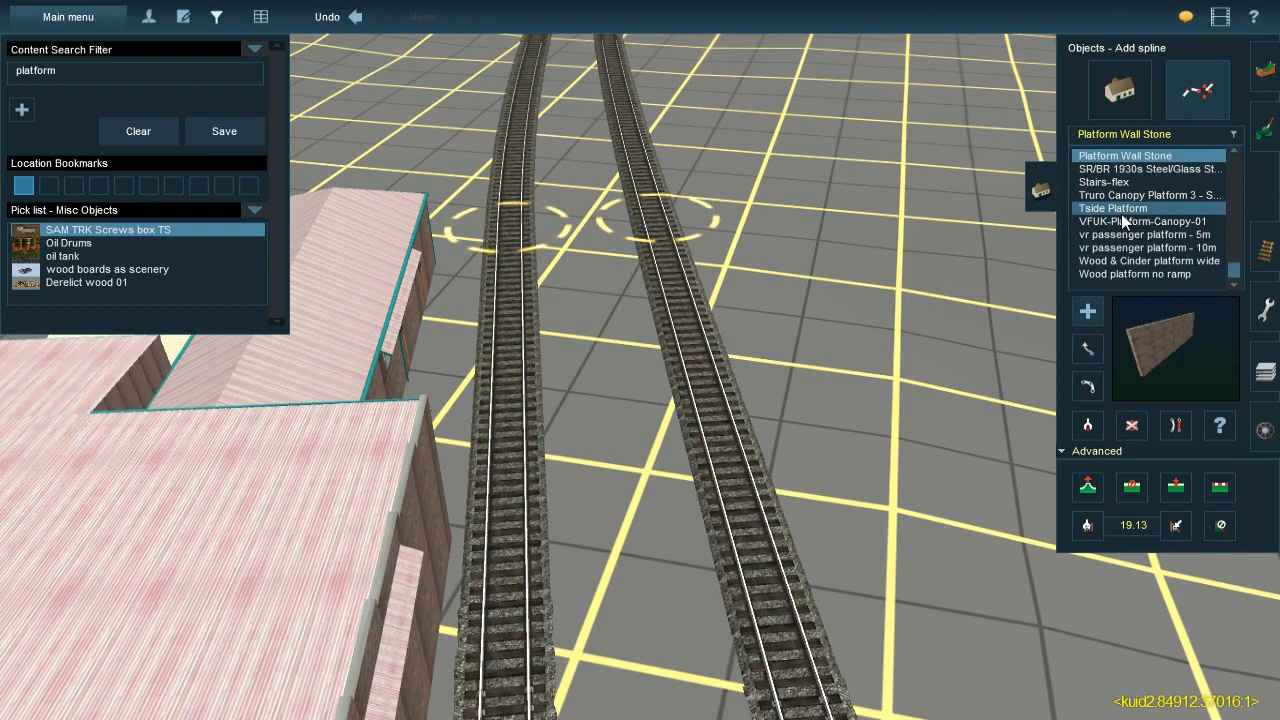 Main menu
Undo
Redo
?
Content Search Filter
platform
Clear
Save
Location Bookmarks
Pick list - Misc Objects
SAM TRK Screws box TS
Oil Drums
oil tank
wood boards as scenery
Derelict wood 01
Objects - Add spline
Platform Wall Stone
Platform Wall Stone
SR/BR 1930s Steel/Glass St...
Stairs-flex
Truro Canopy Platform 3 - S...
Tside Platform
VFUK-Platform-Canopy-01
vr passenger platform - 5m
vr passenger platform - 10m
Wood & Cinder platform wide
Wood platform no ramp
?
Advanced
19.13
<kuid2:84912:37016:1>